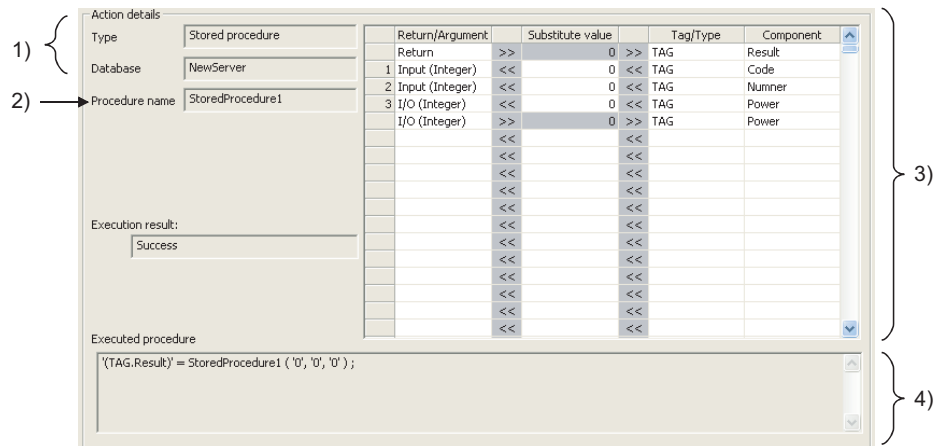 Action details
1)
Type Stored procedure
Database NewServer
2) Procedure name StoredProcedure1
Return/Argument Substitute value Tag/Type Component
Return >> 0 >> TAG Result
1 Input (Integer) << 0 << TAG Code
2 Input (Integer) << 0 << TAG Numner
3 I/O (Integer) << 0 << TAG Power
I/O (Integer) >> 0 >> TAG Power
<< <<
<< <<
<< <<
<< <<
<< <<
<< <<
<< <<
<< <<
<< <<
<< <<
<< <<
<< <<
3)
Execution result:
Success
Executed procedure
'(TAG.Result)' = StoredProcedure1 ( '0', '0', '0' ) ;
4)